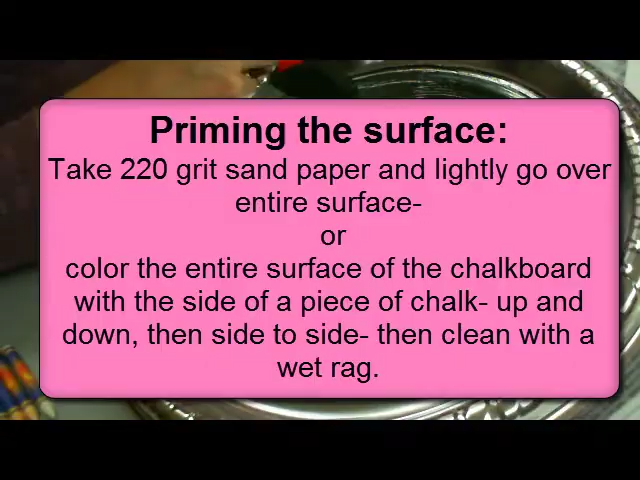 Priming the surface:
Take 220 grit sand paper and lightly go over
entire surface-
or
color the entire surface of the chalkboard
with the side of a piece of chalk- up and
down, then side to side- then clean with a
wet rag.